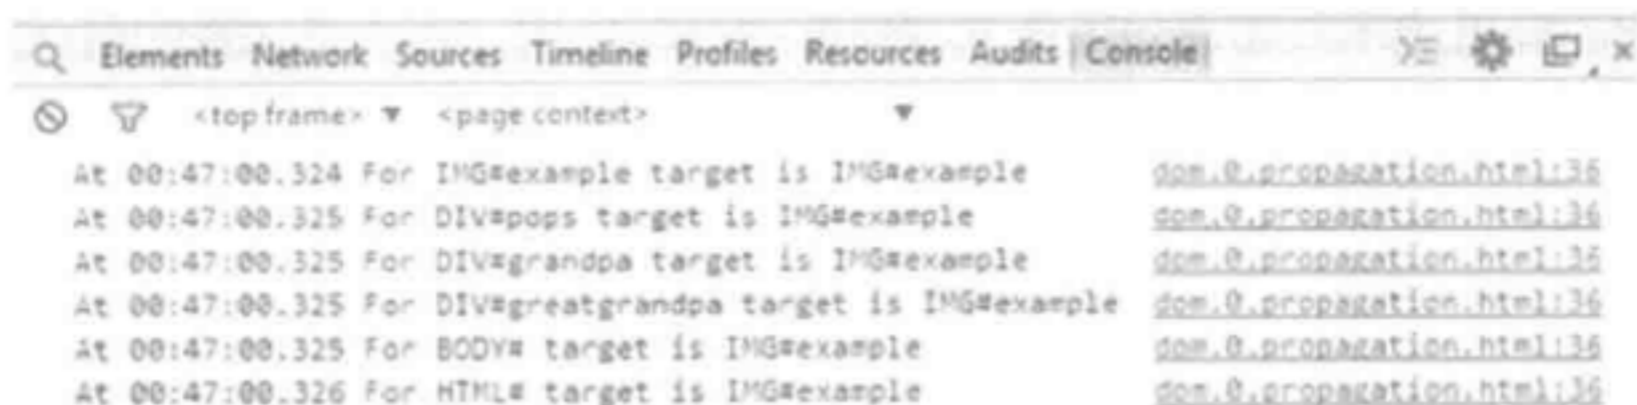 Elements Network Sources Timeline Profiles Resources Audits Console
<top frame> ▼ <page context> ▼
At 00:47:00.324 For IMG#example target is IMG#example dom.0.propagation.html:36
At 00:47:00.325 For DIV#pops target is IMG#example dom.0.propagation.html:36
At 00:47:00.325 For DIV#grandpa target is IMG#example dom.0.propagation.html:36
At 00:47:00.325 For DIV#greatgrandpa target is IMG#example dom.0.propagation.html:36
At 00:47:00.325 For BODY# target is IMG#example dom.0.propagation.html:36
At 00:47:00.326 For HTML# target is IMG#example dom.0.propagation.html:36